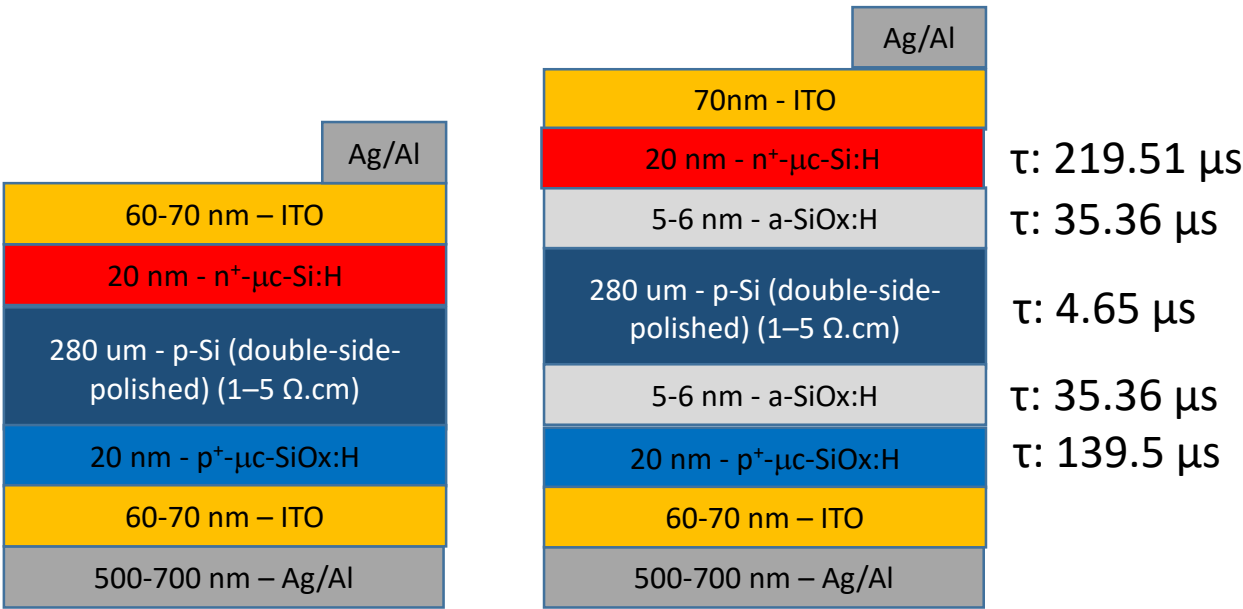 Ag/Al
60-70 nm – ITO
20 nm - n⁺-μc-Si:H
280 um - p-Si (double-side-
polished) (1–5 Ω.cm)
20 nm - p⁺-μc-SiOx:H
60-70 nm – ITO
500-700 nm – Ag/Al
Ag/Al
70nm - ITO
20 nm - n⁺-μc-Si:H
τ: 219.51 μs
5-6 nm - a-SiOx:H
τ: 35.36 μs
280 um - p-Si (double-side-
polished) (1–5 Ω.cm)
τ: 4.65 μs
5-6 nm - a-SiOx:H
τ: 35.36 μs
20 nm - p⁺-μc-SiOx:H
τ: 139.5 μs
60-70 nm – ITO
500-700 nm – Ag/Al